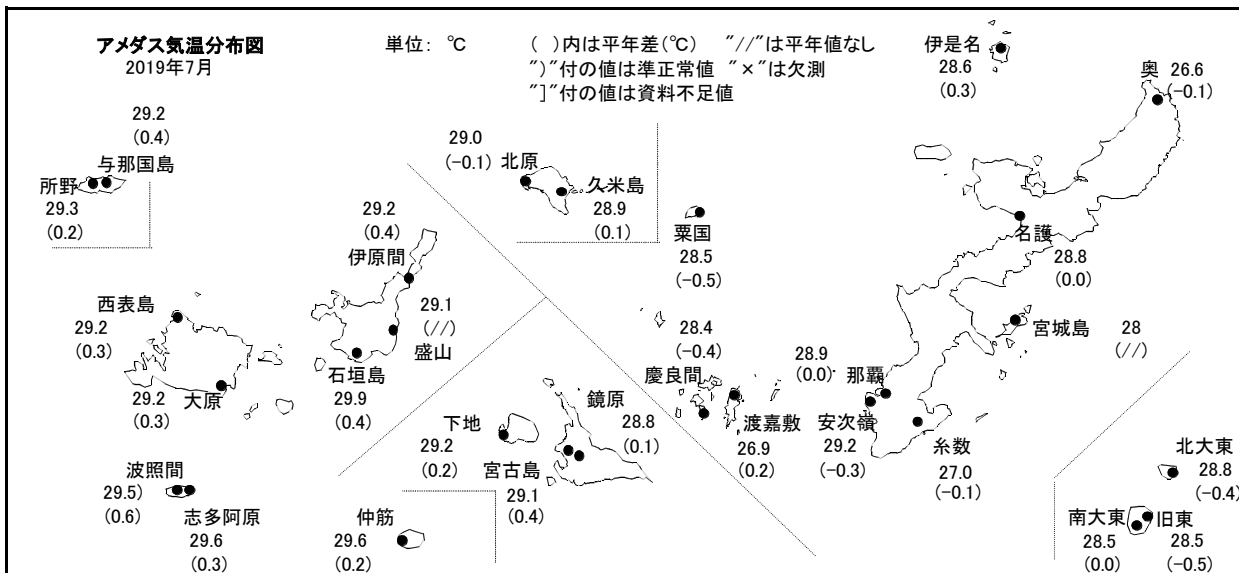 アメダス気温分布図
2019年7月
単位： ℃
( )内は平年差(℃) "//"は平年値なし
")"付の値は準正常値 "×"は欠測
"]"付の値は資料不足値
伊是名
28.6
(0.3)
奥
26.6
(-0.1)
29.2
(0.4)
与那国島
所野
29.3
(0.2)
29.0
(-0.1)
北原
久米島
28.9
(0.1)
粟国
28.5
(-0.5)
名護
28.8
(0.0)
29.2
(0.4)
伊原間
29.1
(//)
盛山
石垣島
29.9
(0.4)
西表島
29.2
(0.3)
29.2
(0.3)
大原
宮城島
28
(//)
28.4
(-0.4)
慶良間
渡嘉敷
26.9
(0.2)
28.9
(0.0)
那覇
安次嶺
29.2
(-0.3)
糸数
27.0
(-0.1)
下地
29.2
(0.2)
鏡原
28.8
(0.1)
宮古島
29.1
(0.4)
波照間
29.5)
(0.6)
志多阿原
29.6
(0.3)
仲筋
29.6
(0.2)
北大東
28.8
(-0.4)
南大東
28.5
(0.0)
旧東
28.5
(-0.5)